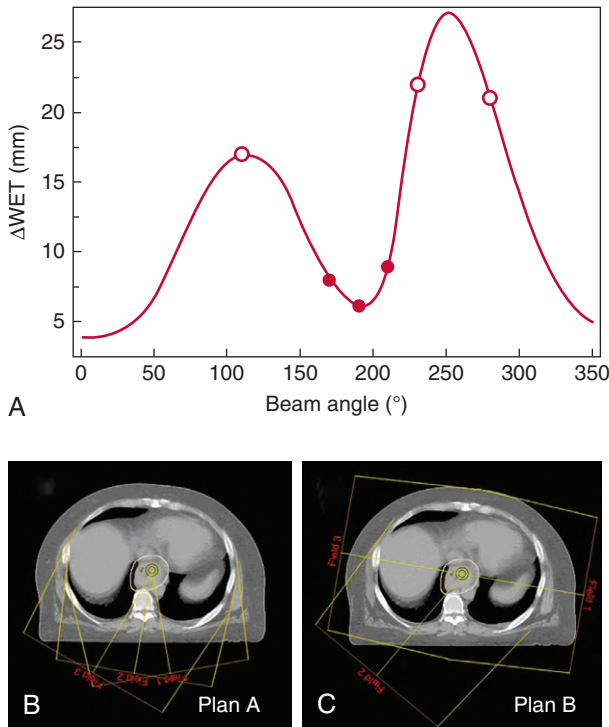 25
20
15
10
5
ΔWET (mm)
0 50 100 150 200 250 300 350
Beam angle (°)
A
Field 3
Field 2
Field 1
B
Plan A
Field 3
Field 2
Field 1
C
Plan B